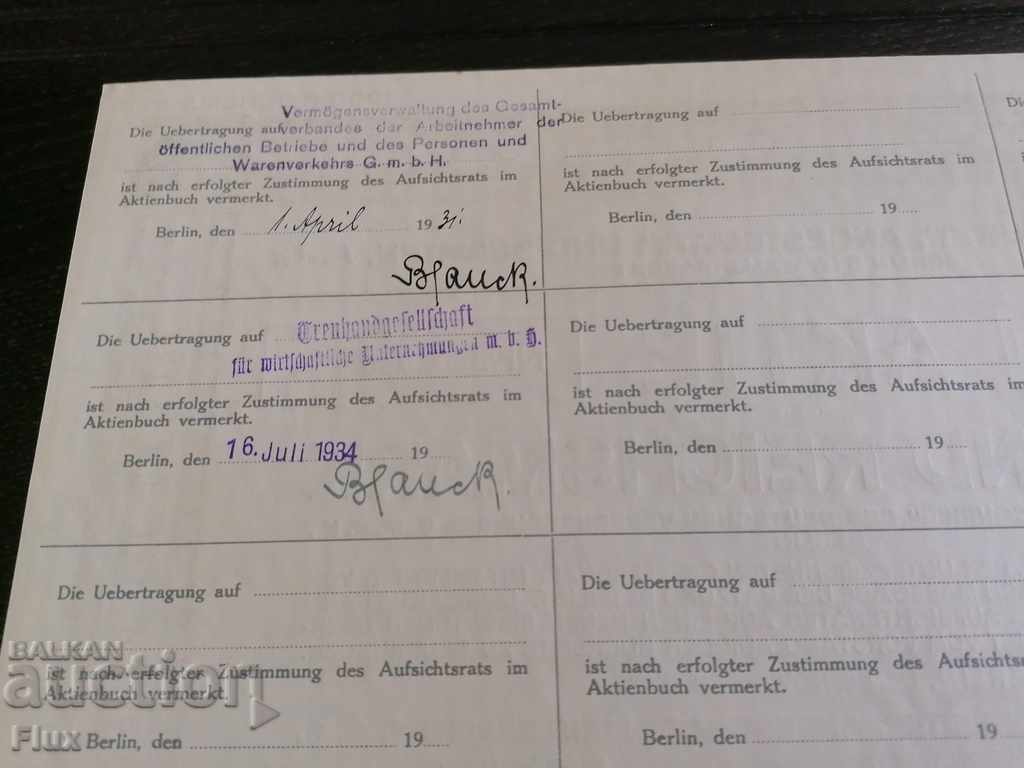 Vermögensverwaltung des Gesamt-
Die Uebertragung auf verbandes der Arbeitnehmer der
öffentlichen Betriebe und des Personen und
Warenverkehrs G.m.b.H.
ist nach erfolgter Zustimmung des Aufsichtsrats im
Aktienbuch vermerkt.
Berlin, den 1. April 1931.
Blauck.
Die Uebertragung auf
ist nach erfolgter Zustimmung des Aufsichtsrats im
Aktienbuch vermerkt.
Berlin, den 19
Die Uebertragung auf Treuhandgesellschaft
für wirtschaftliche Unternehmungen m. b. H.
ist nach erfolgter Zustimmung des Aufsichtsrats im
Aktienbuch vermerkt.
Berlin, den 16. Juli 1934 19
Blauck.
Die Uebertragung auf
ist nach erfolgter Zustimmung des Aufsichtsrats im
Aktienbuch vermerkt.
Berlin, den 19
Die Uebertragung auf
ist nach erfolgter Zustimmung des Aufsichtsrats im
Aktienbuch vermerkt.
Berlin, den 19
Die Uebertragung auf
ist nach erfolgter Zustimmung des Aufsichtsr
Aktienbuch vermerkt.
Berlin, den 19
Di
BALKAN
auction
Flux